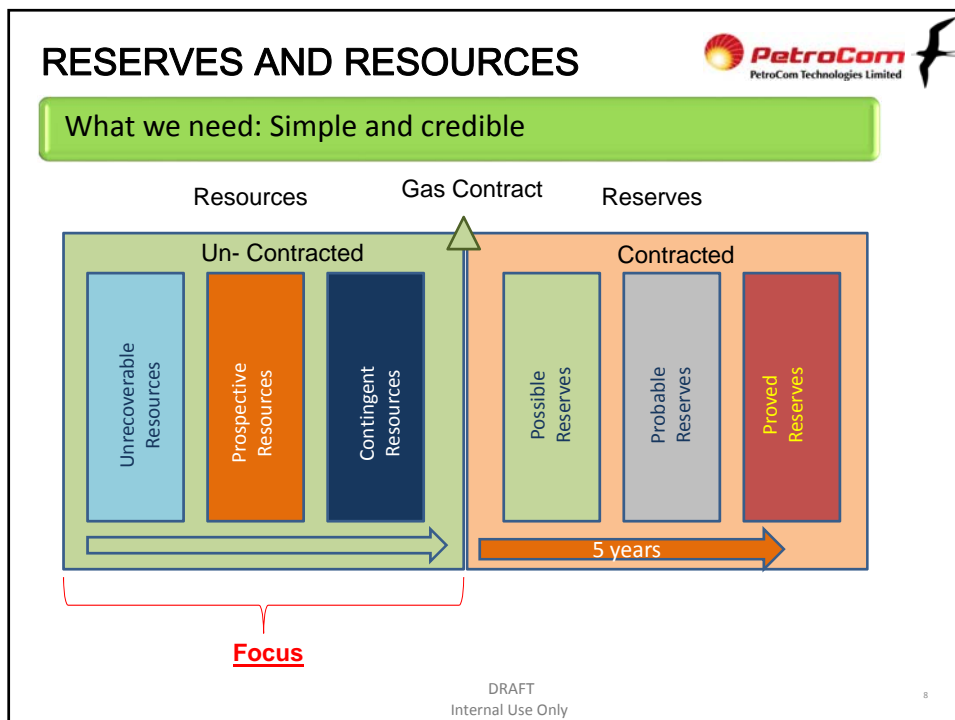 RESERVES AND RESOURCES
PetroCom
PetroCom Technologies Limited
What we need: Simple and credible
Resources
Gas Contract
Reserves
Un- Contracted
Contracted
Unrecoverable
Resources
Prospective
Resources
Contingent
Resources
Possible
Reserves
Probable
Reserves
Proved
Reserves
5 years
Focus
DRAFT
Internal Use Only
8